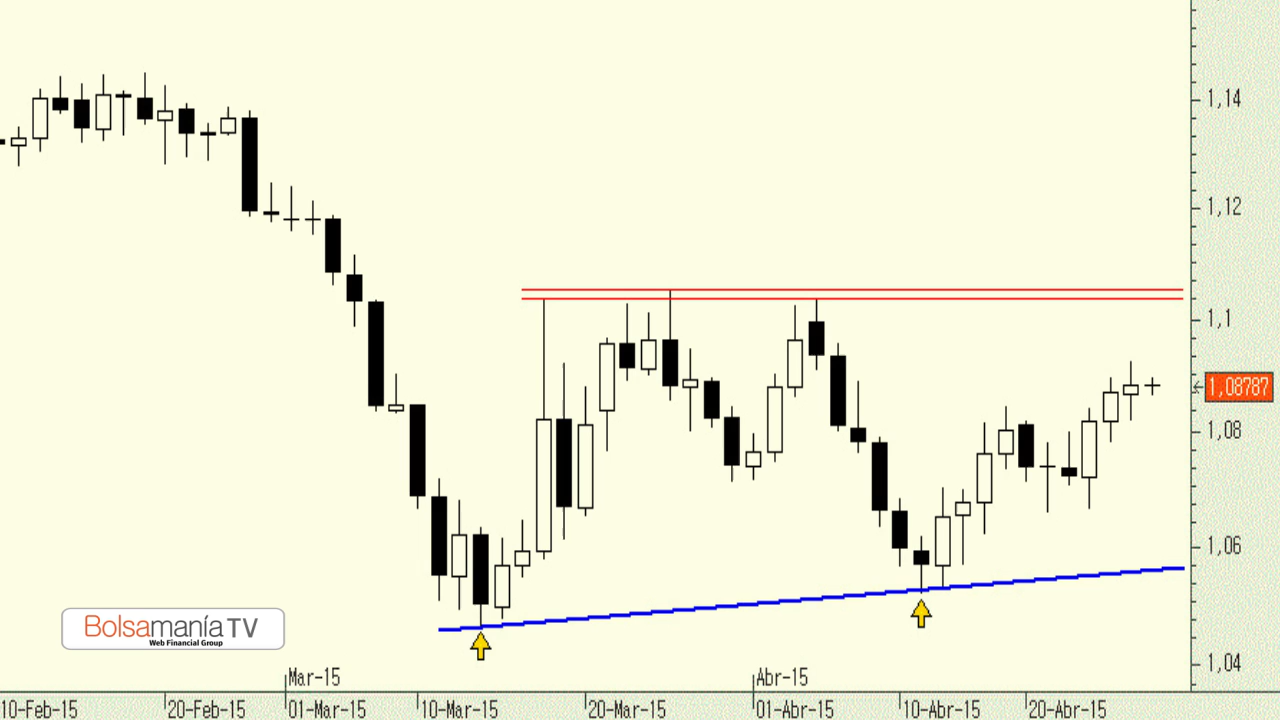 1,14
1,12
1,1
1,08787
1,08
1,06
1,04
Bolsamanía TV
Web Financial Group
Mar-15
Abr-15
10-Feb-15
20-Feb-15
01-Mar-15
10-Mar-15
20-Mar-15
01-Abr-15
10-Abr-15
20-Abr-15